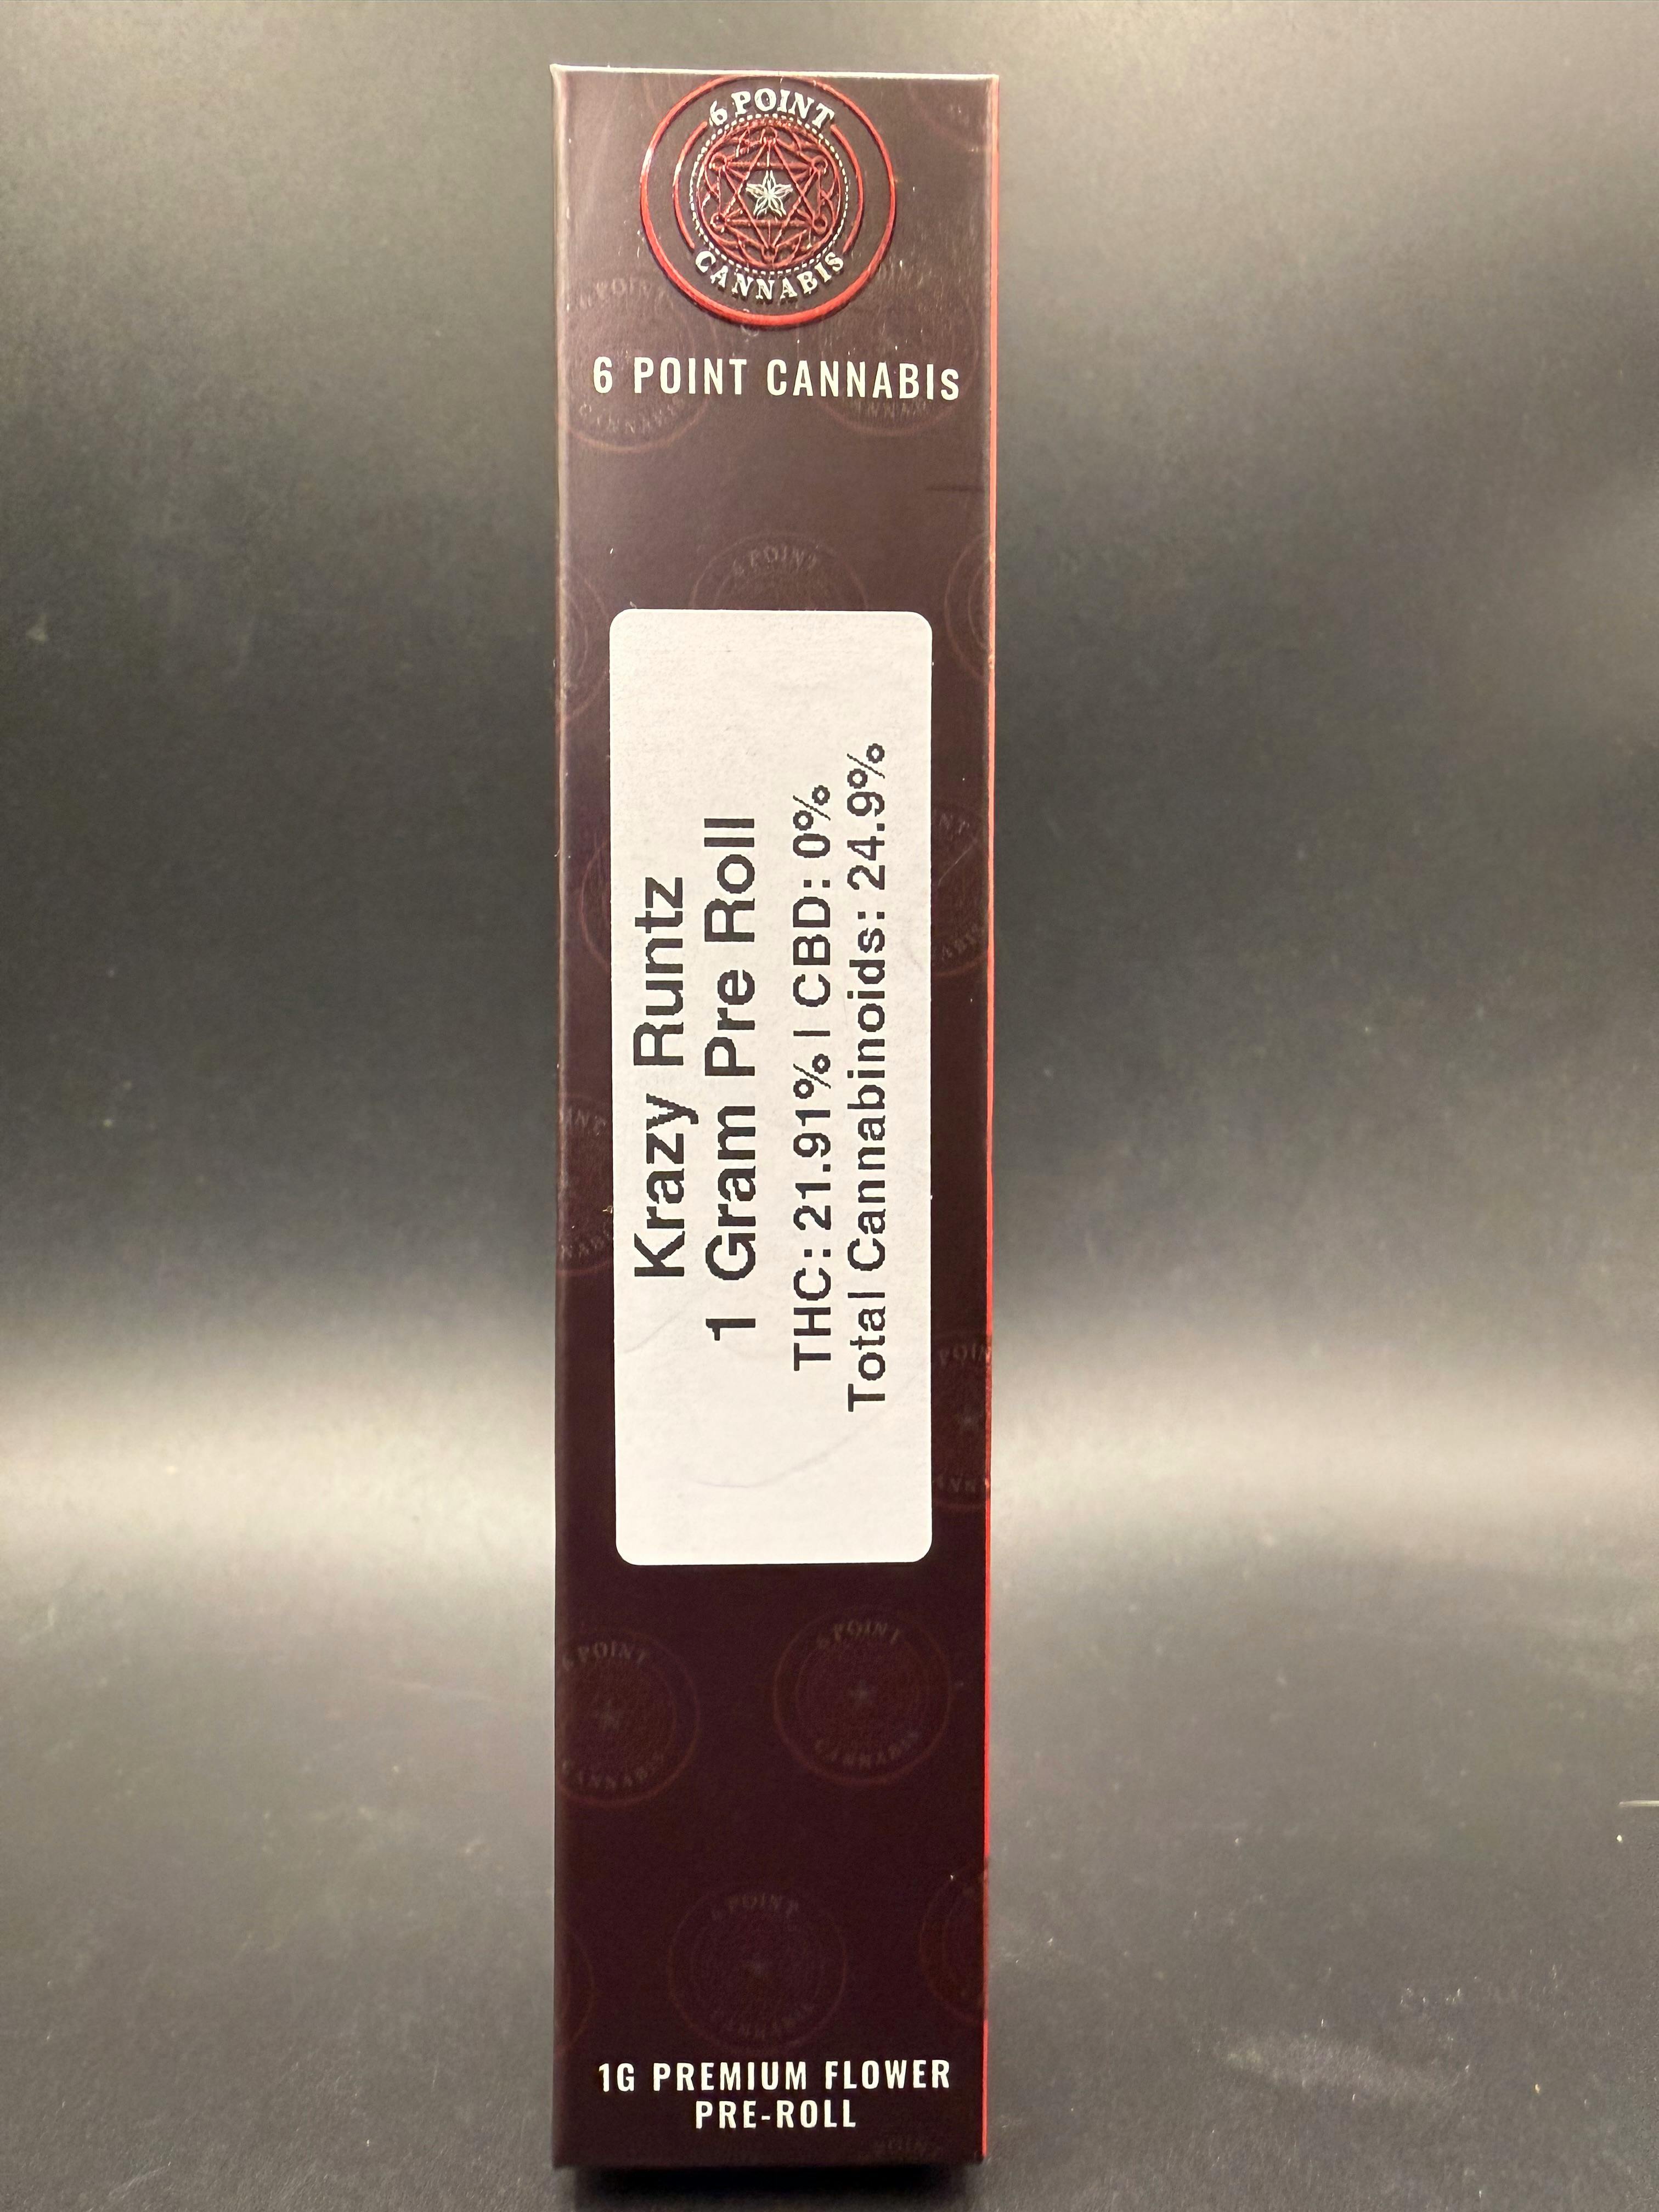 6 POINT
CANNABIS
6 POINT CANNABIS
Krazy Runtz
1 Gram Pre Roll
THC: 21.91% | CBD: 0%
Total Cannabinoids: 24.9%
1G PREMIUM FLOWER
PRE-ROLL